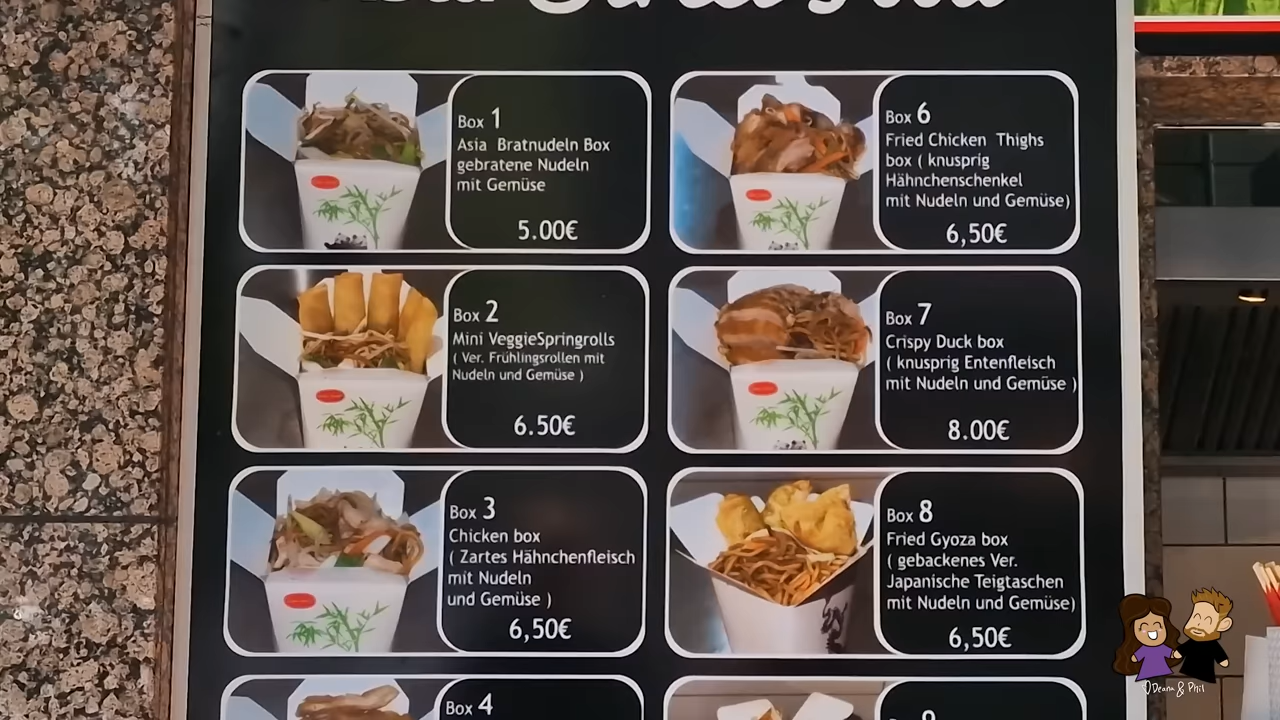 Street Food
Box 1
Asia Bratnudeln Box
gebratene Nudeln
mit Gemüse
5.00€
Box 2
Mini VeggieSpringrolls
( Ver. Frühlingsrollen mit
Nudeln und Gemüse )
6.50€
Box 3
Chicken box
( Zartes Hähnchenfleisch
mit Nudeln
und Gemüse )
6,50€
Box 4
Box 6
Fried Chicken Thighs
box ( knusprig
Hähnchenschenkel
mit Nudeln und Gemüse)
6,50€
Box 7
Crispy Duck box
( knusprig Entenfleisch
mit Nudeln und Gemüse )
8.00€
Box 8
Fried Gyoza box
( gebackenes Ver.
Japanische Teigtaschen
mit Nudeln und Gemüse)
6,50€
Deana & Phil